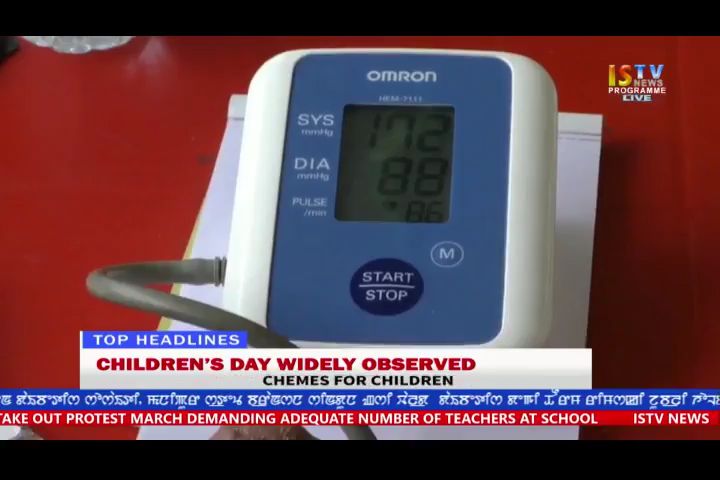 OMRON
HEM-7111
SYS
mmHg
172
DIA
mmHg
88
PULSE
/min
86
M
START
STOP
ISTV
NEWS
PROGRAMME
LIVE
TOP HEADLINES
CHILDREN'S DAY WIDELY OBSERVED
CHEMES FOR CHILDREN
TAKE OUT PROTEST MARCH DEMANDING ADEQUATE NUMBER OF TEACHERS AT SCHOOL ISTV NEWS